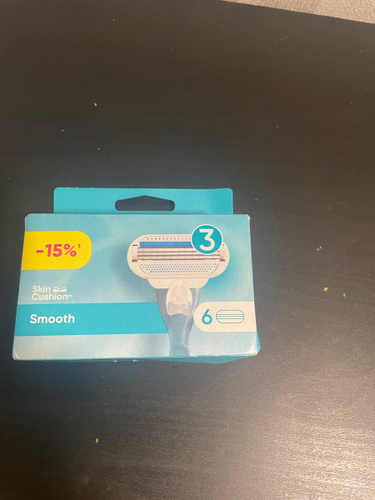 -15%¹
3
Skin
Cushion™
Smooth
6